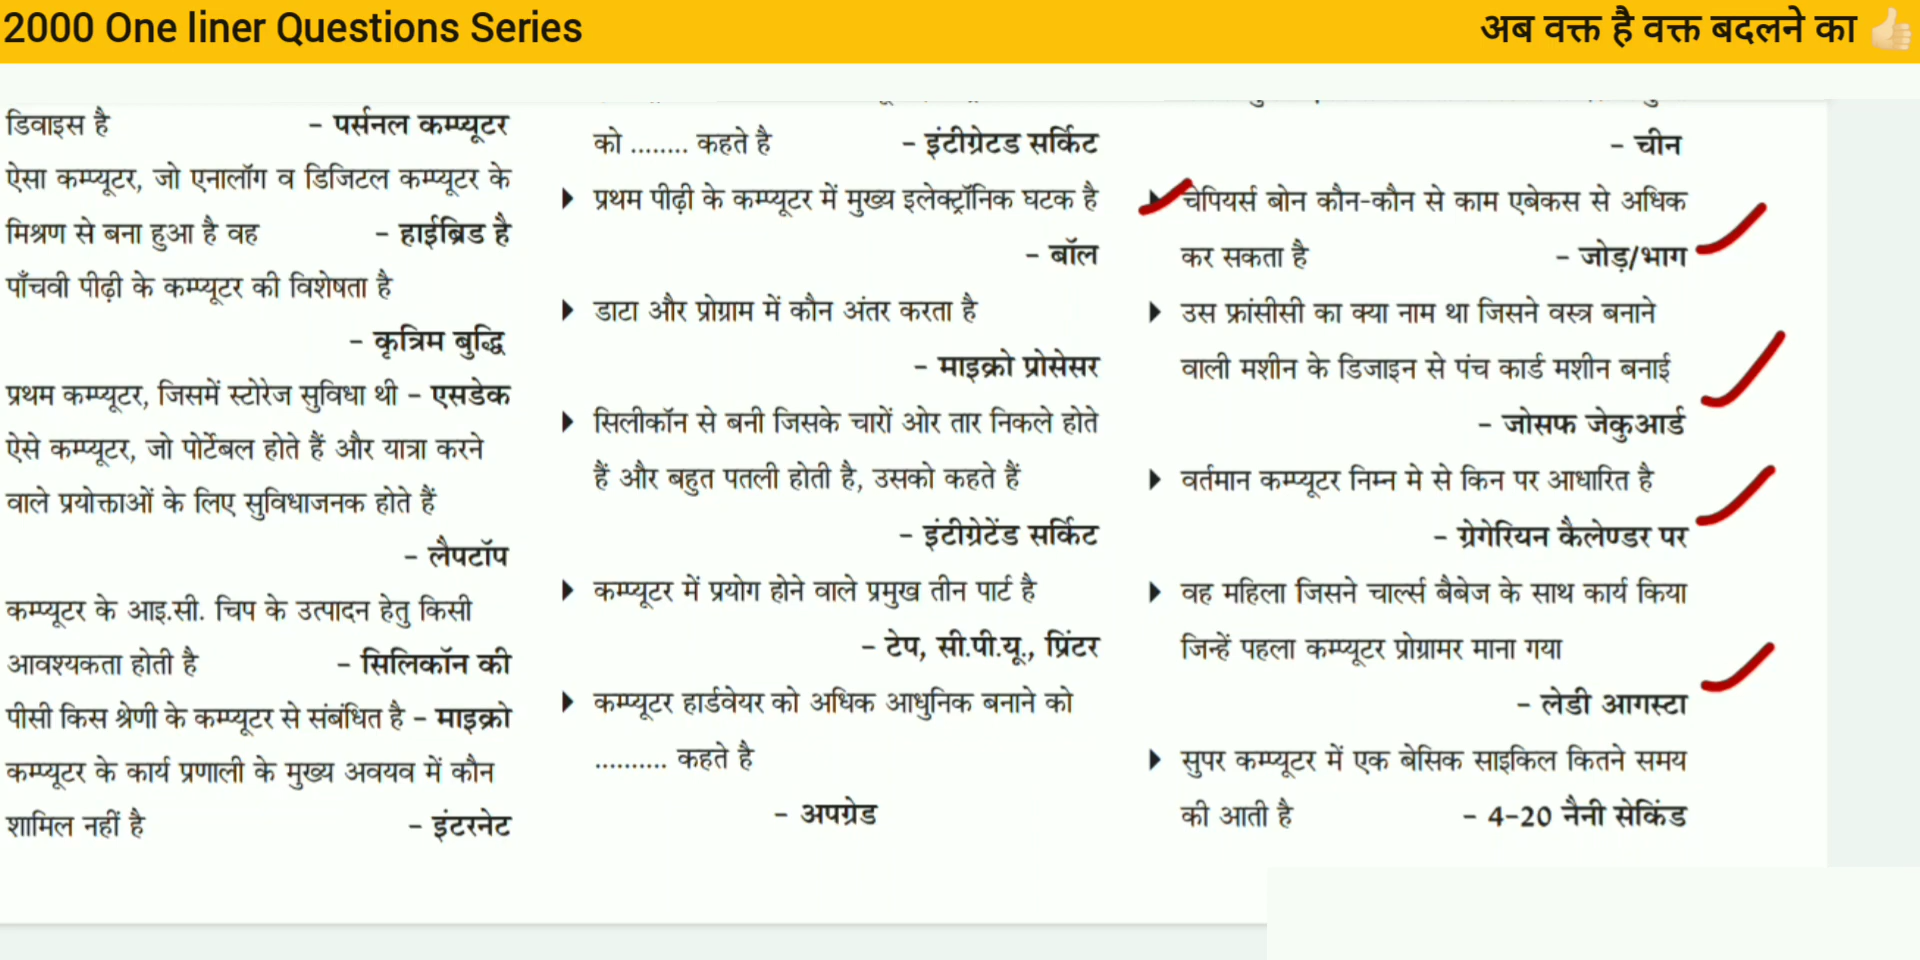 2000 One liner Questions Series
अब वक्त है वक्त बदलने का
डिवाइस है – पर्सनल कम्प्यूटर
ऐसा कम्प्यूटर, जो एनालॉग व डिजिटल कम्प्यूटर के
मिश्रण से बना हुआ है वह – हाईब्रिड है
पाँचवी पीढ़ी के कम्प्यूटर की विशेषता है
– कृत्रिम बुद्धि
प्रथम कम्प्यूटर, जिसमें स्टोरेज सुविधा थी – एसडेक
ऐसे कम्प्यूटर, जो पोर्टेबल होते हैं और यात्रा करने
वाले प्रयोक्ताओं के लिए सुविधाजनक होते हैं
– लैपटॉप
कम्प्यूटर के आइ.सी. चिप के उत्पादन हेतु किसी
आवश्यकता होती है – सिलिकॉन की
पीसी किस श्रेणी के कम्प्यूटर से संबंधित है – माइक्रो
कम्प्यूटर के कार्य प्रणाली के मुख्य अवयव में कौन
शामिल नहीं है – इंटरनेट
को ........ कहते है – इंटीग्रेटड सर्किट
प्रथम पीढ़ी के कम्प्यूटर में मुख्य इलेक्ट्रॉनिक घटक है
– बॉल
डाटा और प्रोग्राम में कौन अंतर करता है
– माइक्रो प्रोसेसर
सिलीकॉन से बनी जिसके चारों ओर तार निकले होते
हैं और बहुत पतली होती है, उसको कहते हैं
– इंटीग्रेटेंड सर्किट
कम्प्यूटर में प्रयोग होने वाले प्रमुख तीन पार्ट है
– टेप, सी.पी.यू., प्रिंटर
कम्प्यूटर हार्डवेयर को अधिक आधुनिक बनाने को
.......... कहते है
– अपग्रेड
– चीन
चेपियर्स बोन कौन-कौन से काम एबेकस से अधिक
कर सकता है – जोड़/भाग
उस फ्रांसीसी का क्या नाम था जिसने वस्त्र बनाने
वाली मशीन के डिजाइन से पंच कार्ड मशीन बनाई
– जोसफ जेकुआर्ड
वर्तमान कम्प्यूटर निम्न मे से किन पर आधारित है
– ग्रेगेरियन कैलेण्डर पर
वह महिला जिसने चार्ल्स बैबेज के साथ कार्य किया
जिन्हें पहला कम्प्यूटर प्रोग्रामर माना गया
– लेडी आगस्टा
सुपर कम्प्यूटर में एक बेसिक साइकिल कितने समय
की आती है – 4-20 नैनी सेकिंड